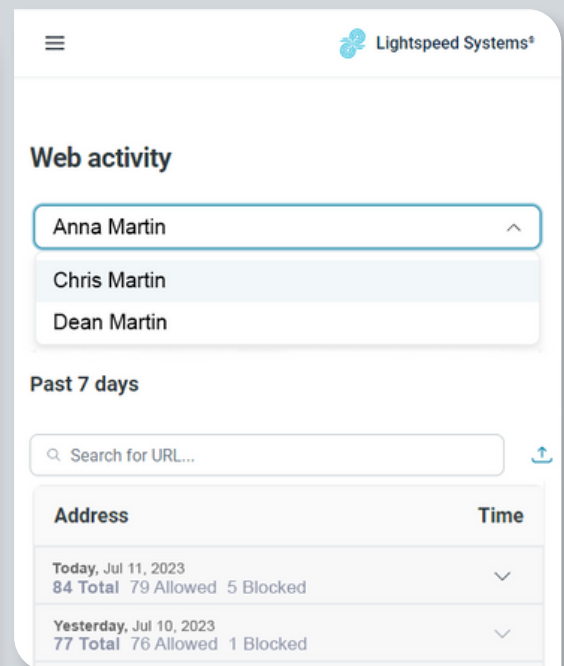 Lightspeed Systems®
Web activity
Anna Martin
Chris Martin
Dean Martin
Past 7 days
Search for URL...
Address Time
Today, Jul 11, 2023
84 Total 79 Allowed 5 Blocked
Yesterday, Jul 10, 2023
77 Total 76 Allowed 1 Blocked